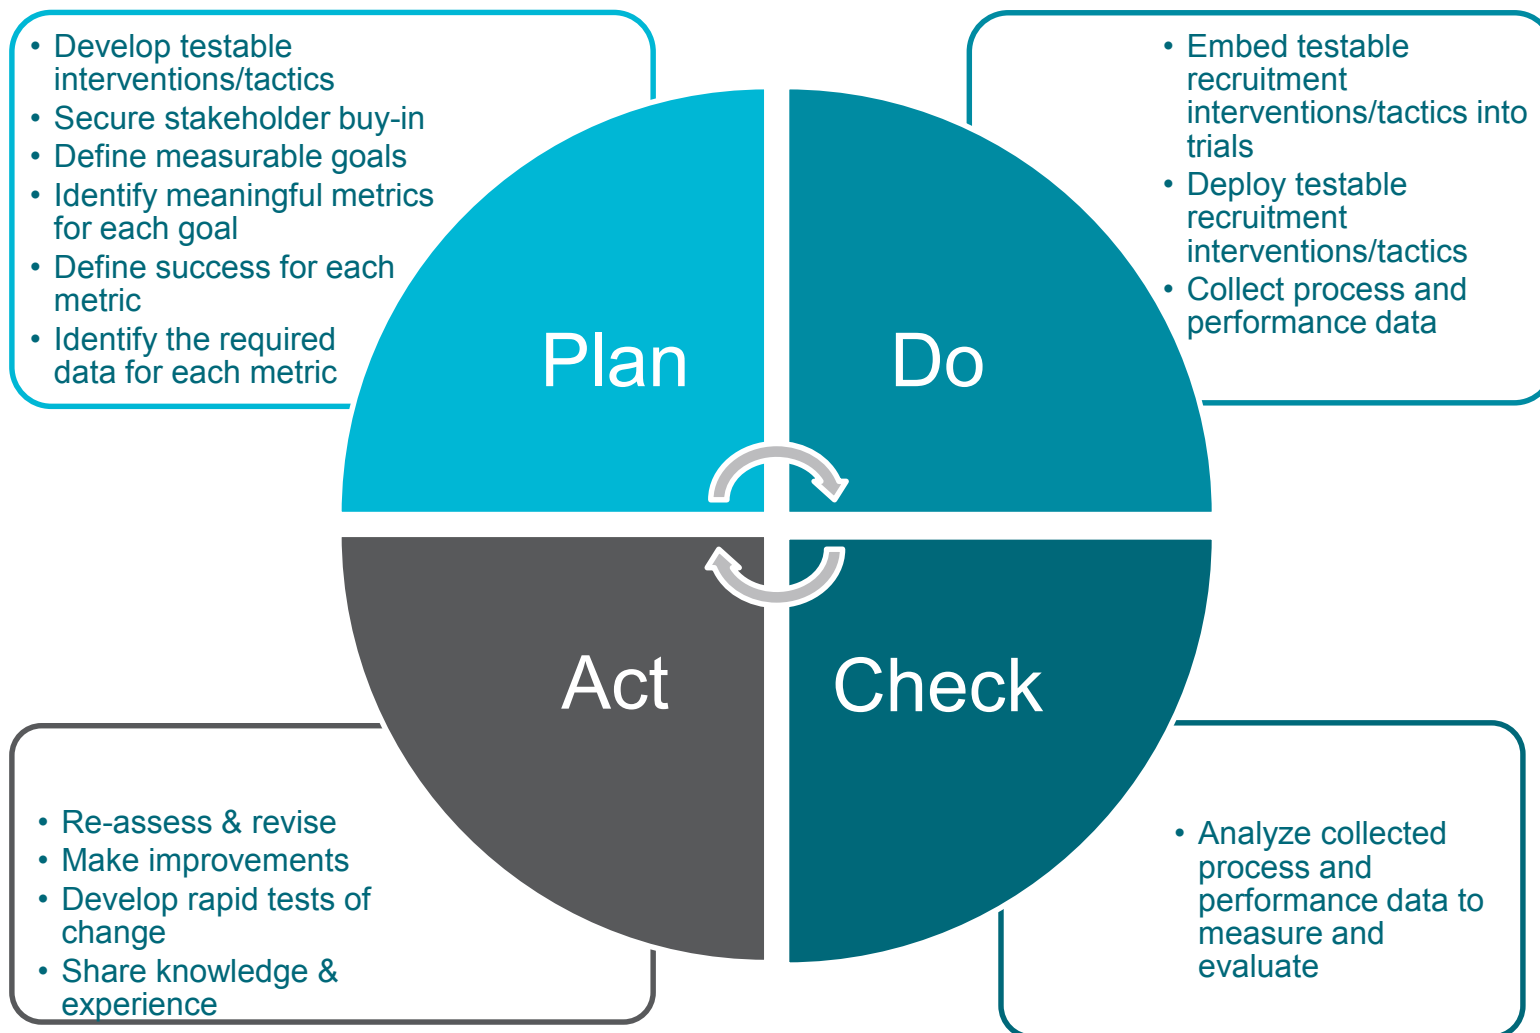 • Develop testable
interventions/tactics
• Secure stakeholder buy-in
• Define measurable goals
• Identify meaningful metrics
for each goal
• Define success for each
metric
• Identify the required
data for each metric
Plan
• Embed testable
recruitment
interventions/tactics into
trials
• Deploy testable
recruitment
interventions/tactics
• Collect process and
performance data
Do
Act
• Re-assess & revise
• Make improvements
• Develop rapid tests of
change
• Share knowledge &
experience
Check
• Analyze collected
process and
performance data to
measure and
evaluate